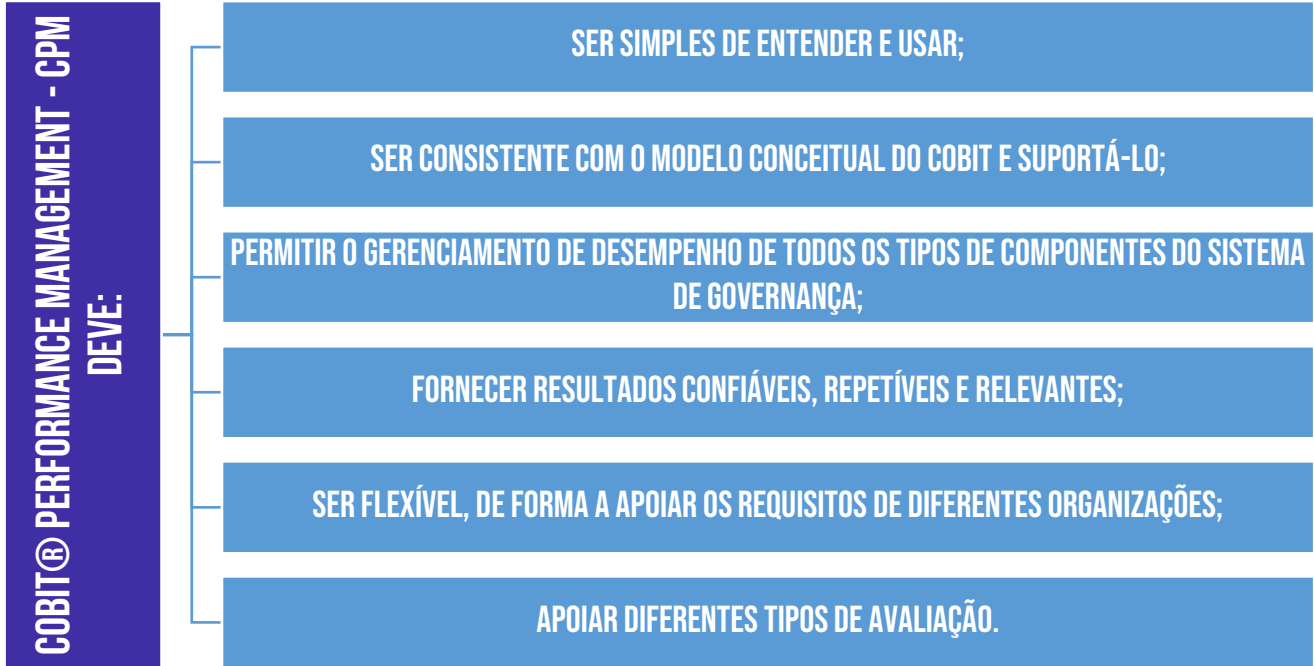 COBIT® PERFORMANCE MANAGEMENT - CPM
DEVE:
SER SIMPLES DE ENTENDER E USAR;
SER CONSISTENTE COM O MODELO CONCEITUAL DO COBIT E SUPORTÁ-LO;
PERMITIR O GERENCIAMENTO DE DESEMPENHO DE TODOS OS TIPOS DE COMPONENTES DO SISTEMA
DE GOVERNANÇA;
FORNECER RESULTADOS CONFIÁVEIS, REPETÍVEIS E RELEVANTES;
SER FLEXÍVEL, DE FORMA A APOIAR OS REQUISITOS DE DIFERENTES ORGANIZAÇÕES;
APOIAR DIFERENTES TIPOS DE AVALIAÇÃO.